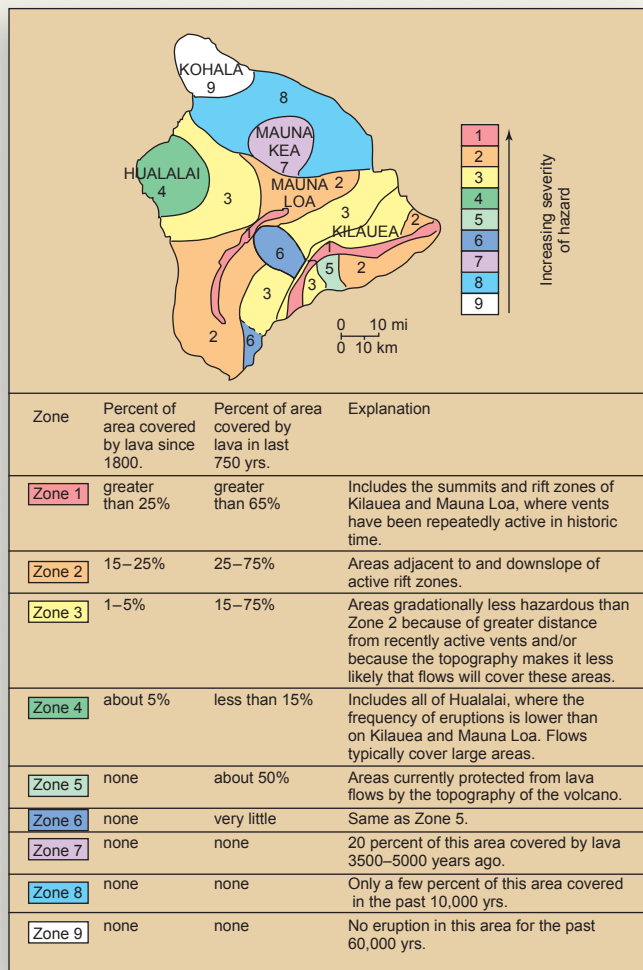 KOHALA
9
8
MAUNA
KEA
7
HUALALAI
4
3
MAUNA
LOA
2
3
KILAUEA
2
1
1
6
5
2
3
3
2
6
0 10 mi
0 10 km
1
2
3
4
5
6
7
8
9
Increasing severity
of hazard
Zone
Percent of
area covered
by lava since
1800.
Percent of area
covered by
lava in last
750 yrs.
Explanation
Zone 1
greater
than 25%
greater
than 65%
Includes the summits and rift zones of
Kilauea and Mauna Loa, where vents
have been repeatedly active in historic
time.
Zone 2
15–25%
25–75%
Areas adjacent to and downslope of
active rift zones.
Zone 3
1–5%
15–75%
Areas gradationally less hazardous than
Zone 2 because of greater distance
from recently active vents and/or
because the topography makes it less
likely that flows will cover these areas.
Zone 4
about 5%
less than 15%
Includes all of Hualalai, where the
frequency of eruptions is lower than
on Kilauea and Mauna Loa. Flows
typically cover large areas.
Zone 5
none
about 50%
Areas currently protected from lava
flows by the topography of the volcano.
Zone 6
none
very little
Same as Zone 5.
Zone 7
none
none
20 percent of this area covered by lava
3500–5000 years ago.
Zone 8
none
none
Only a few percent of this area covered
in the past 10,000 yrs.
Zone 9
none
none
No eruption in this area for the past
60,000 yrs.